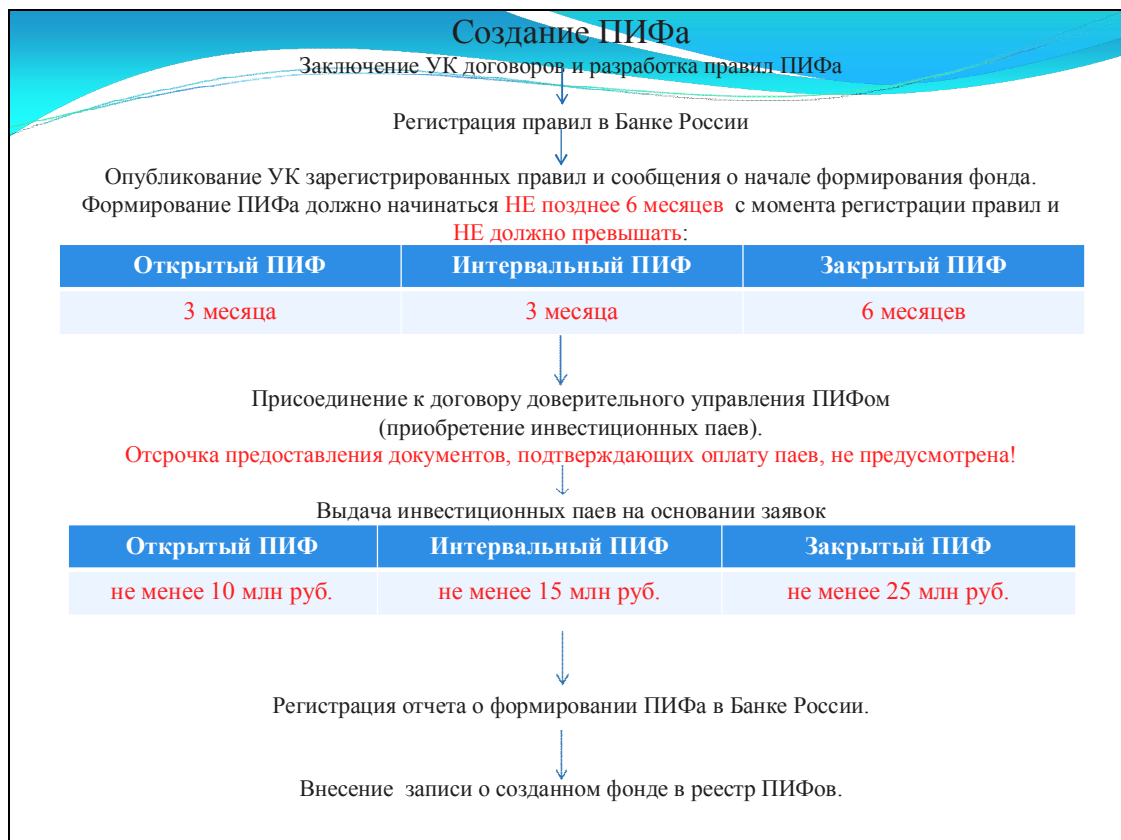 Создание ПИФа
Заключение УК договоров и разработка правил ПИФа
Регистрация правил в Банке России
Опубликование УК зарегистрированных правил и сообщения о начале формирования фонда.
Формирование ПИФа должно начинаться НЕ позднее 6 месяцев с момента регистрации правил и
НЕ должно превышать:
Открытый ПИФ Интервальный ПИФ Закрытый ПИФ
3 месяца 3 месяца 6 месяцев
Присоединение к договору доверительного управления ПИФом
(приобретение инвестиционных паев).
Отсрочка предоставления документов, подтверждающих оплату паев, не предусмотрена!
Выдача инвестиционных паев на основании заявок
Открытый ПИФ Интервальный ПИФ Закрытый ПИФ
не менее 10 млн руб. не менее 15 млн руб. не менее 25 млн руб.
Регистрация отчета о формировании ПИФа в Банке России.
Внесение записи о созданном фонде в реестр ПИФов.